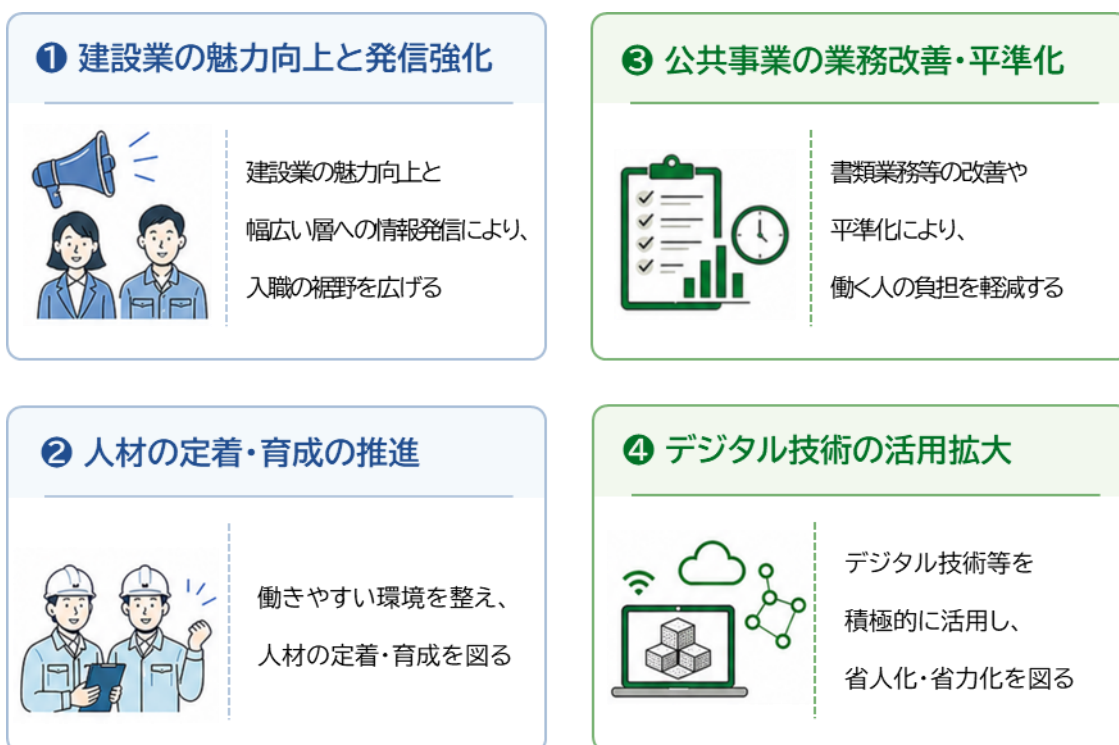 ❶ 建設業の魅力向上と発信強化
建設業の魅力向上と
幅広い層への情報発信により、
入職の裾野を広げる
❷ 人材の定着・育成の推進
働きやすい環境を整え、
人材の定着・育成を図る
❸ 公共事業の業務改善・平準化
書類業務等の改善や
平準化により、
働く人の負担を軽減する
❹ デジタル技術の活用拡大
デジタル技術等を
積極的に活用し、
省人化・省力化を図る